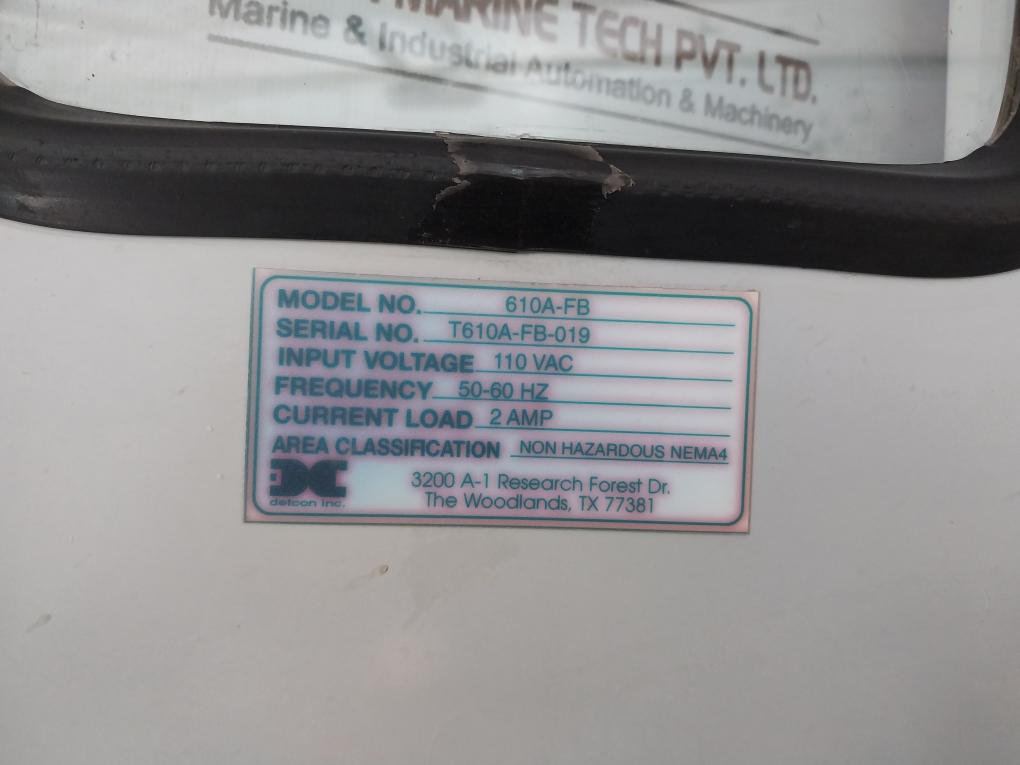 MARINE TECH PVT. LTD.
Marine & Industrial Automation & Machinery
MODEL NO. 610A-FB
SERIAL NO. T610A-FB-019
INPUT VOLTAGE 110 VAC
FREQUENCY 50-60 HZ
CURRENT LOAD 2 AMP
AREA CLASSIFICATION NON HAZARDOUS NEMA4
detcon inc.
3200 A-1 Research Forest Dr.
The Woodlands, TX 77381